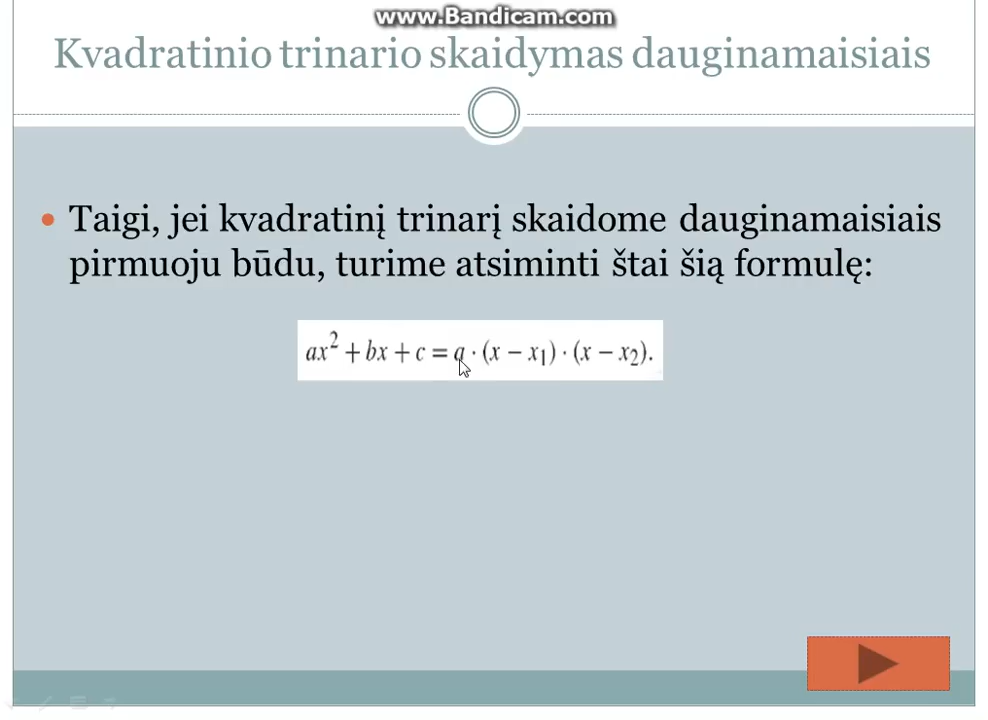 www.Bandicam.com
Kvadratinio trinario skaidymas dauginamaisiais
• Taigi, jei kvadratinį trinarį skaidome dauginamaisiais
pirmuoju būdu, turime atsiminti štai šią formulę:
ax² + bx + c = a · (x − x₁) · (x − x₂).